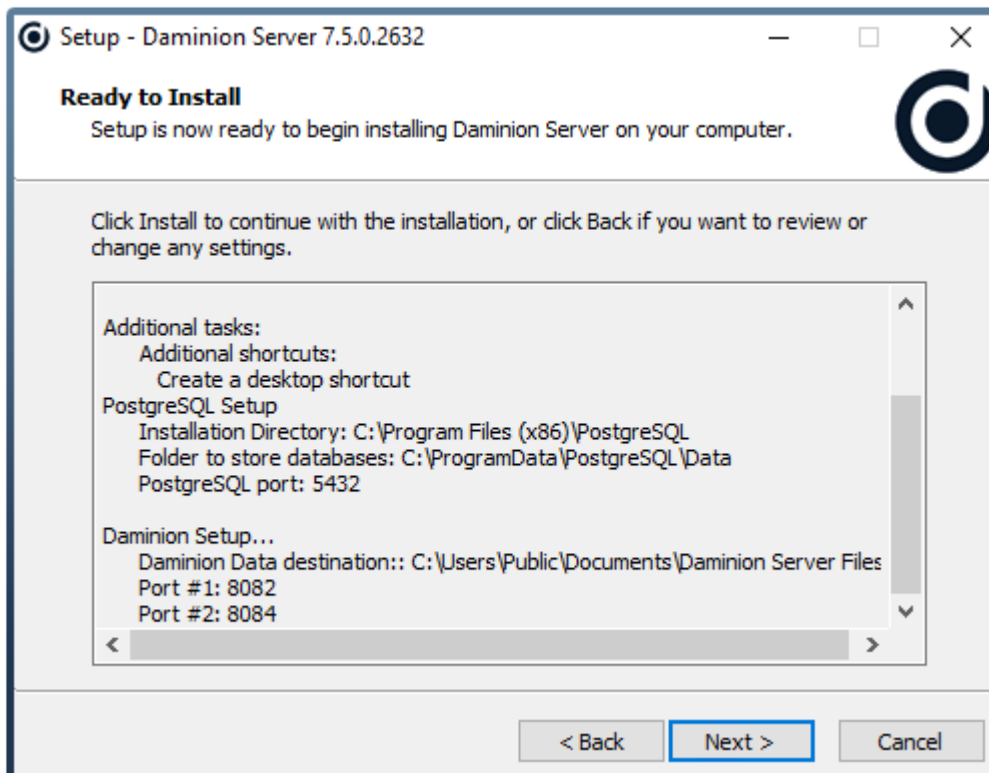 Setup - Daminion Server 7.5.0.2632
Ready to Install
Setup is now ready to begin installing Daminion Server on your computer.
Click Install to continue with the installation, or click Back if you want to review or
change any settings.
Additional tasks:
Additional shortcuts:
Create a desktop shortcut
PostgreSQL Setup
Installation Directory: C:\Program Files (x86)\PostgreSQL
Folder to store databases: C:\ProgramData\PostgreSQL\Data
PostgreSQL port: 5432
Daminion Setup...
Daminion Data destination:: C:\Users\Public\Documents\Daminion Server Files
Port #1: 8082
Port #2: 8084
< Back
Next >
Cancel